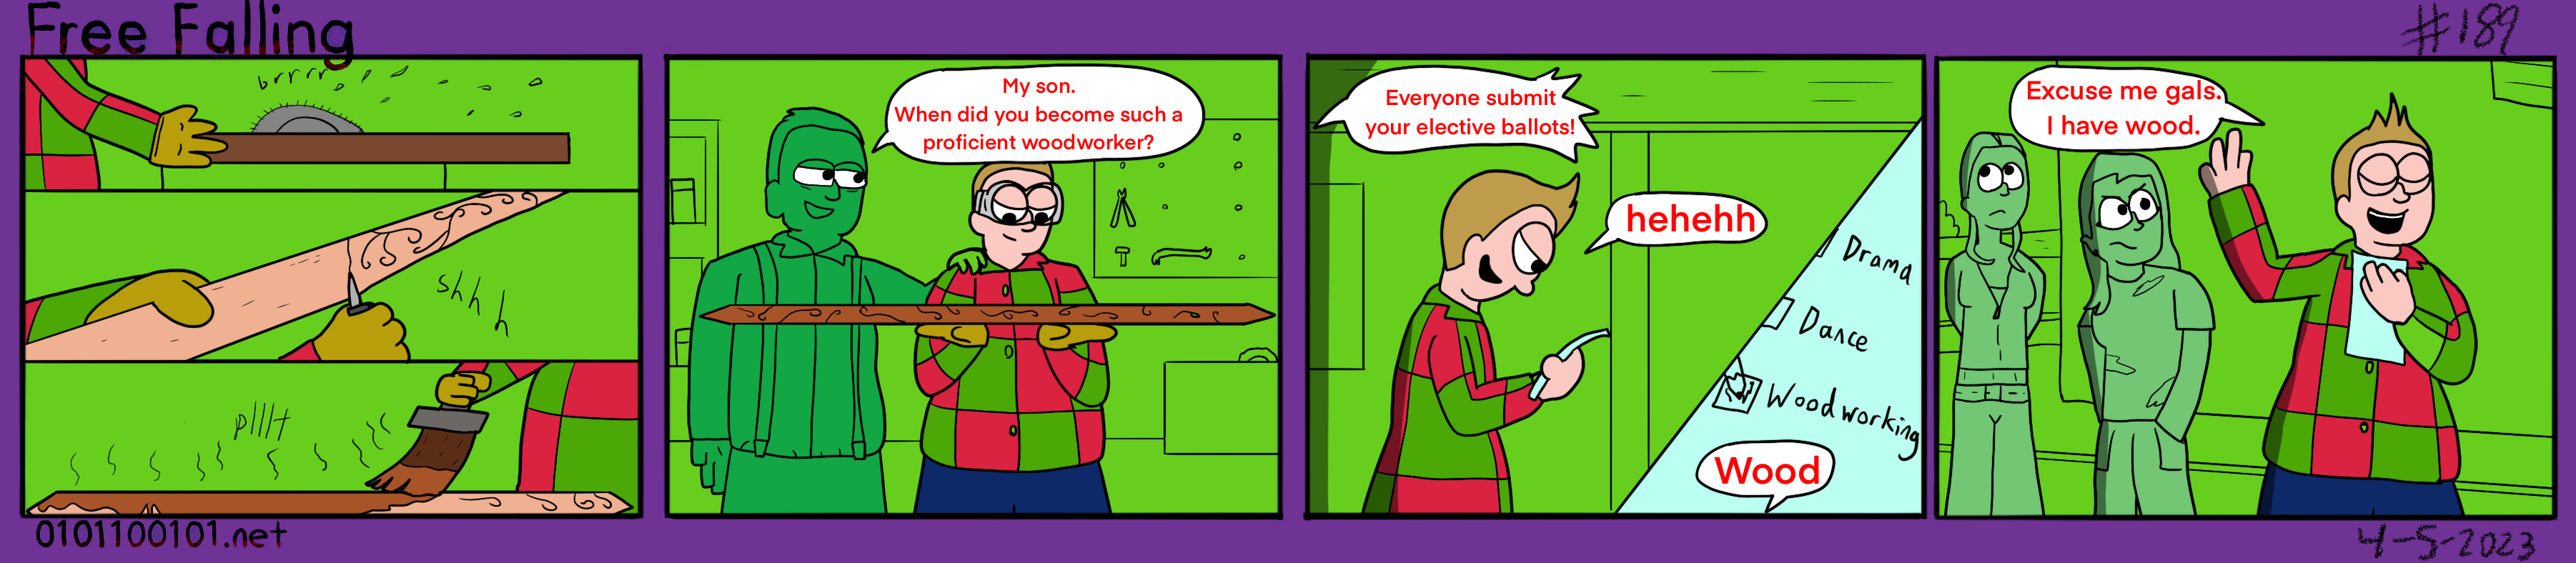 Free Falling
#189
brrrr
shhh
plllt
My son.
When did you become such a
proficient woodworker?
Everyone submit
your elective ballots!
hehehh
Drama
Dance
Woodworking
Wood
Excuse me gals.
I have wood.
0101100101.net
4-5-2023